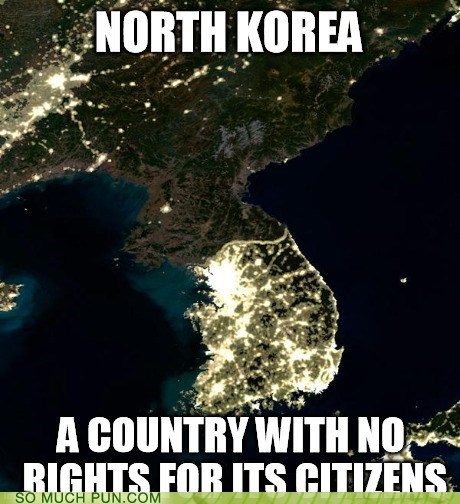 NORTH KOREA
A COUNTRY WITH NO
RIGHTS FOR ITS CITIZENS
SO MUCH PUN.COM